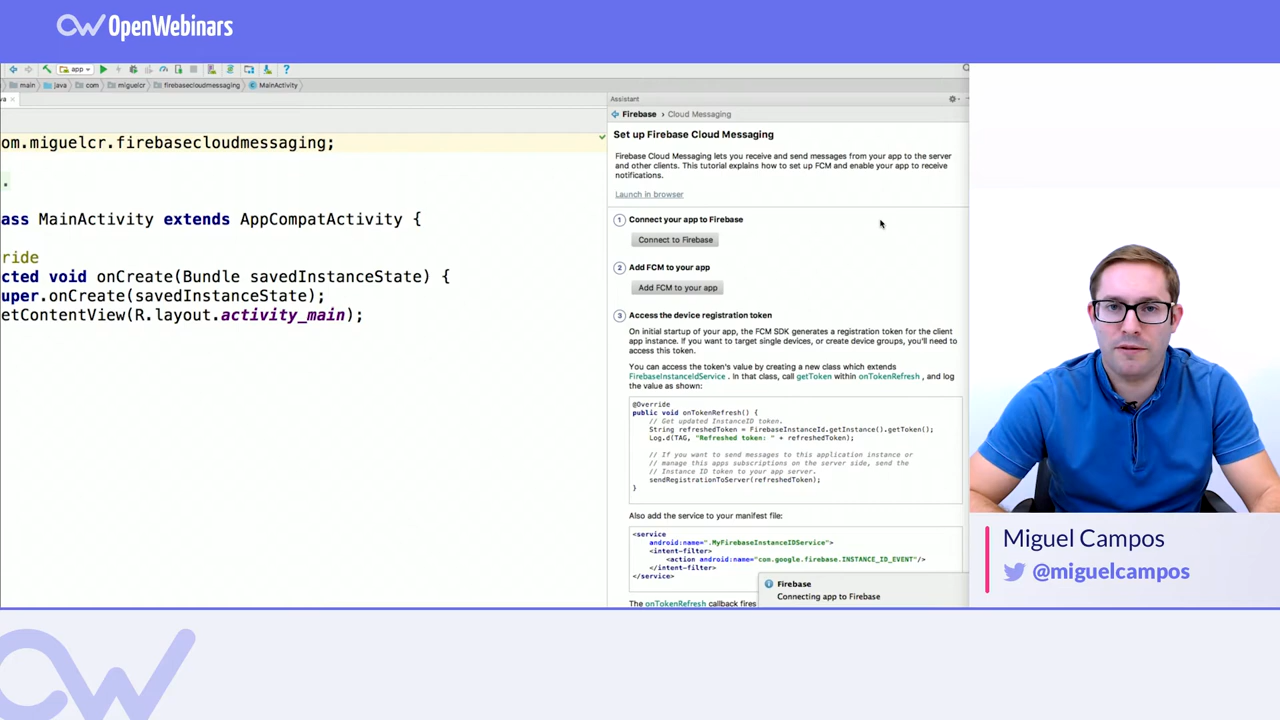 OpenWebinars
app
main
java
com
miguelcr
firebasecloudmessaging
MainActivity
va
om.miguelcr.firebasecloudmessaging;
.
ass MainActivity extends AppCompatActivity {
ride
cted void onCreate(Bundle savedInstanceState) {
uper.onCreate(savedInstanceState);
etContentView(R.layout.activity_main);
Assistant
Firebase › Cloud Messaging
Set up Firebase Cloud Messaging
Firebase Cloud Messaging lets you receive and send messages from your app to the server
and other clients. This tutorial explains how to set up FCM and enable your app to receive
notifications.
Launch in browser
1 Connect your app to Firebase
Connect to Firebase
2 Add FCM to your app
Add FCM to your app
3 Access the device registration token
On initial startup of your app, the FCM SDK generates a registration token for the client
app instance. If you want to target single devices, or create device groups, you'll need to
access this token.
You can access the token's value by creating a new class which extends
FirebaseInstanceIdService . In that class, call getToken within onTokenRefresh , and log
the value as shown:
@Override
public void onTokenRefresh() {
// Get updated InstanceID token.
String refreshedToken = FirebaseInstanceId.getInstance().getToken();
Log.d(TAG, "Refreshed token: " + refreshedToken);
// If you want to send messages to this application instance or
// manage this apps subscriptions on the server side, send the
// Instance ID token to your app server.
sendRegistrationToServer(refreshedToken);
}
Also add the service to your manifest file:
<service
android:name=".MyFirebaseInstanceIDService">
<intent-filter>
<action android:name="com.google.firebase.INSTANCE_ID_EVENT"/>
</intent-filter>
</service>
The onTokenRefresh callback fires
Firebase
Connecting app to Firebase
Miguel Campos
@miguelcampos